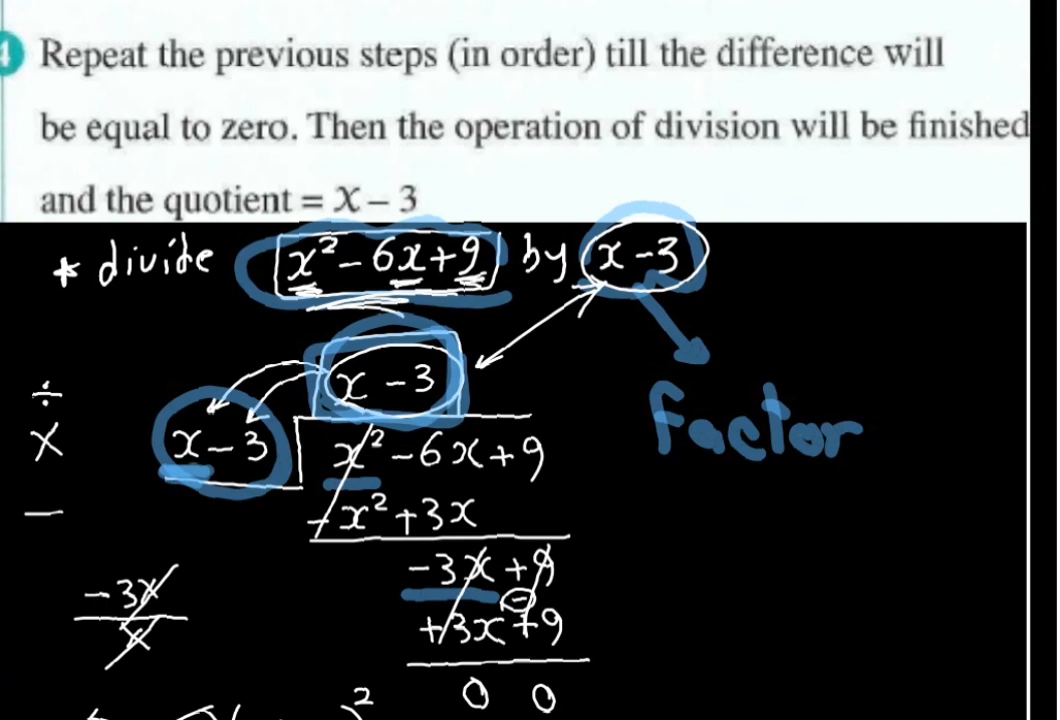 4 Repeat the previous steps (in order) till the difference will
be equal to zero. Then the operation of division will be finished
and the quotient = x – 3
* divide x² - 6x + 9 by x - 3
x - 3
÷
× x - 3 x² - 6x + 9 Factor
— - x² + 3x
-3x + 9
-3x / x
+3x - + 9
0 0
2